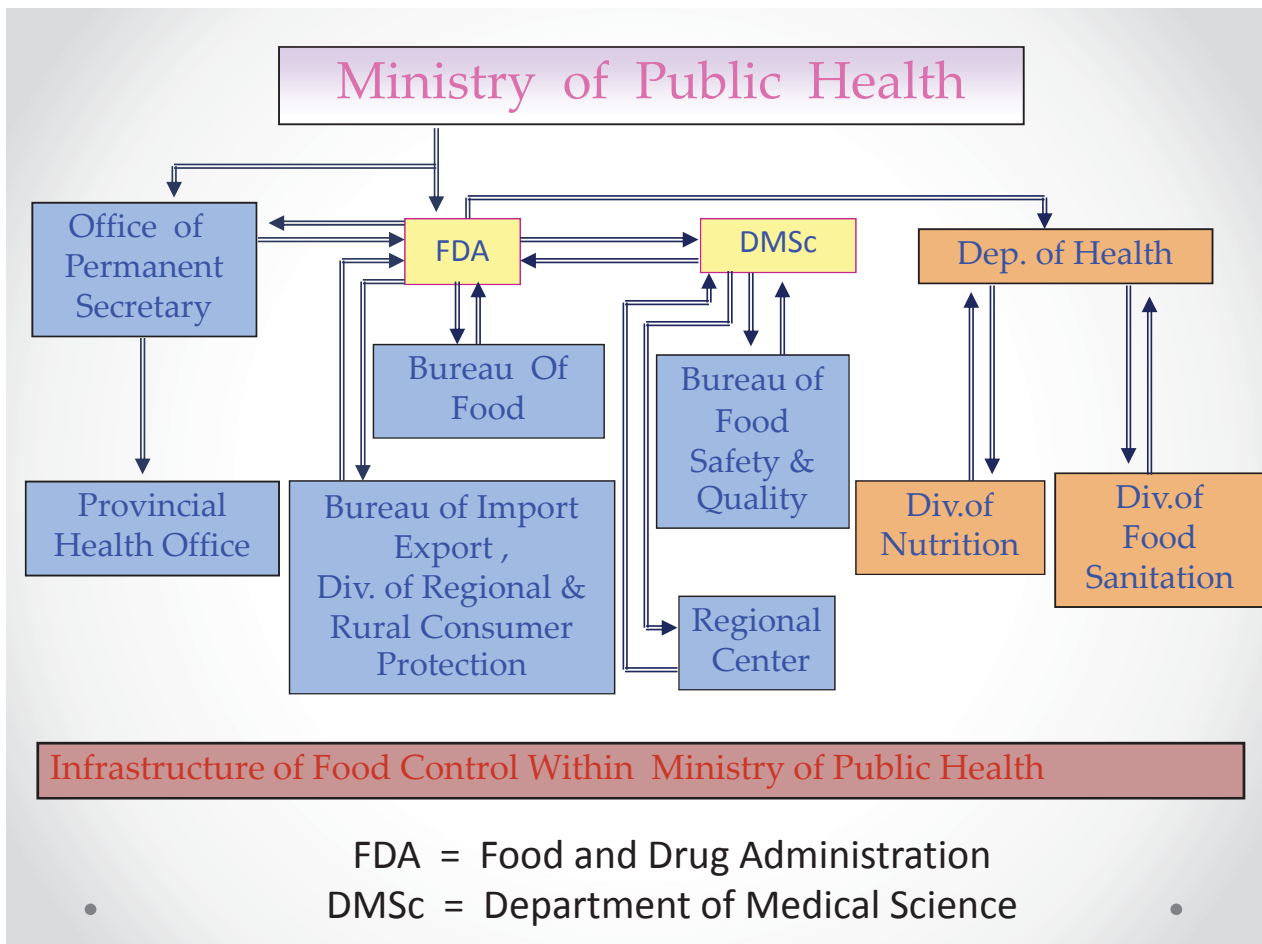 Ministry of Public Health
Office of
Permanent
Secretary
FDA
DMSc
Dep. of Health
Bureau Of
Food
Bureau of
Food
Safety &
Quality
Provincial
Health Office
Bureau of Import
Export ,
Div. of Regional &
Rural Consumer
Protection
Regional
Center
Div.of
Nutrition
Div.of
Food
Sanitation
Infrastructure of Food Control Within Ministry of Public Health
FDA = Food and Drug Administration
DMSc = Department of Medical Science